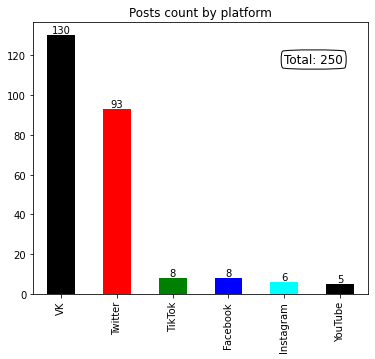 Posts count by platform
130
120
Total: 250
100
93
80
60
40
20
8
8
6
5
0
VK
Twitter
TikTok
Facebook
Instagram
YouTube